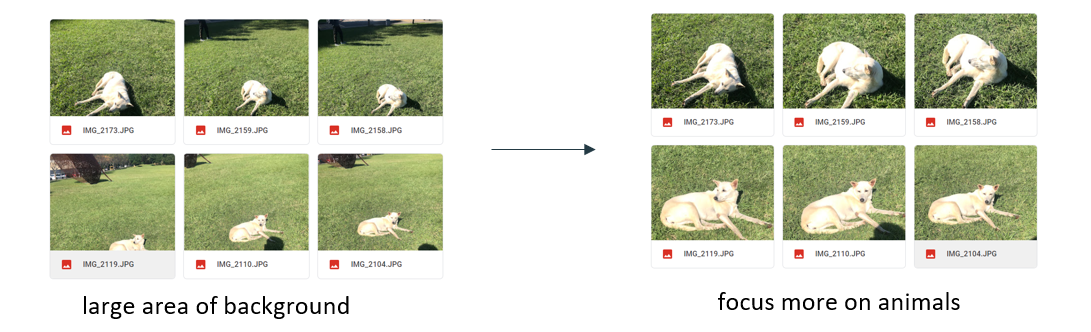 IMG_2173.JPG IMG_2159.JPG IMG_2158.JPG
IMG_2119.JPG IMG_2110.JPG IMG_2104.JPG
large area of background
IMG_2173.JPG IMG_2159.JPG IMG_2158.JPG
IMG_2119.JPG IMG_2110.JPG IMG_2104.JPG
focus more on animals